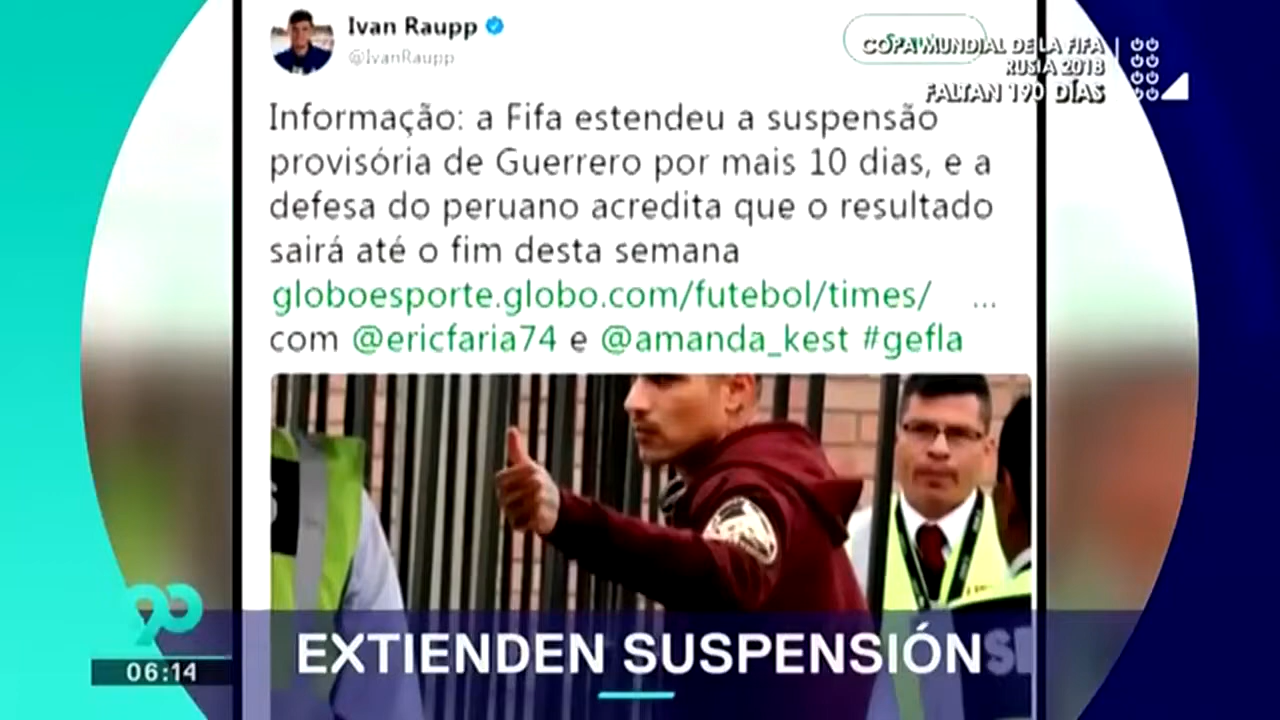 Ivan Raupp
@IvanRaupp
COPA MUNDIAL DE LA FIFA
RUSIA 2018
FALTAN 190 DÍAS
Informação: a Fifa estendeu a suspensão
provisória de Guerrero por mais 10 dias, e a
defesa do peruano acredita que o resultado
sairá até o fim desta semana
globoesporte.globo.com/futebol/times/ ...
com @ericfaria74 e @amanda_kest #gefla
90
EXTIENDEN SUSPENSIÓN
06:14